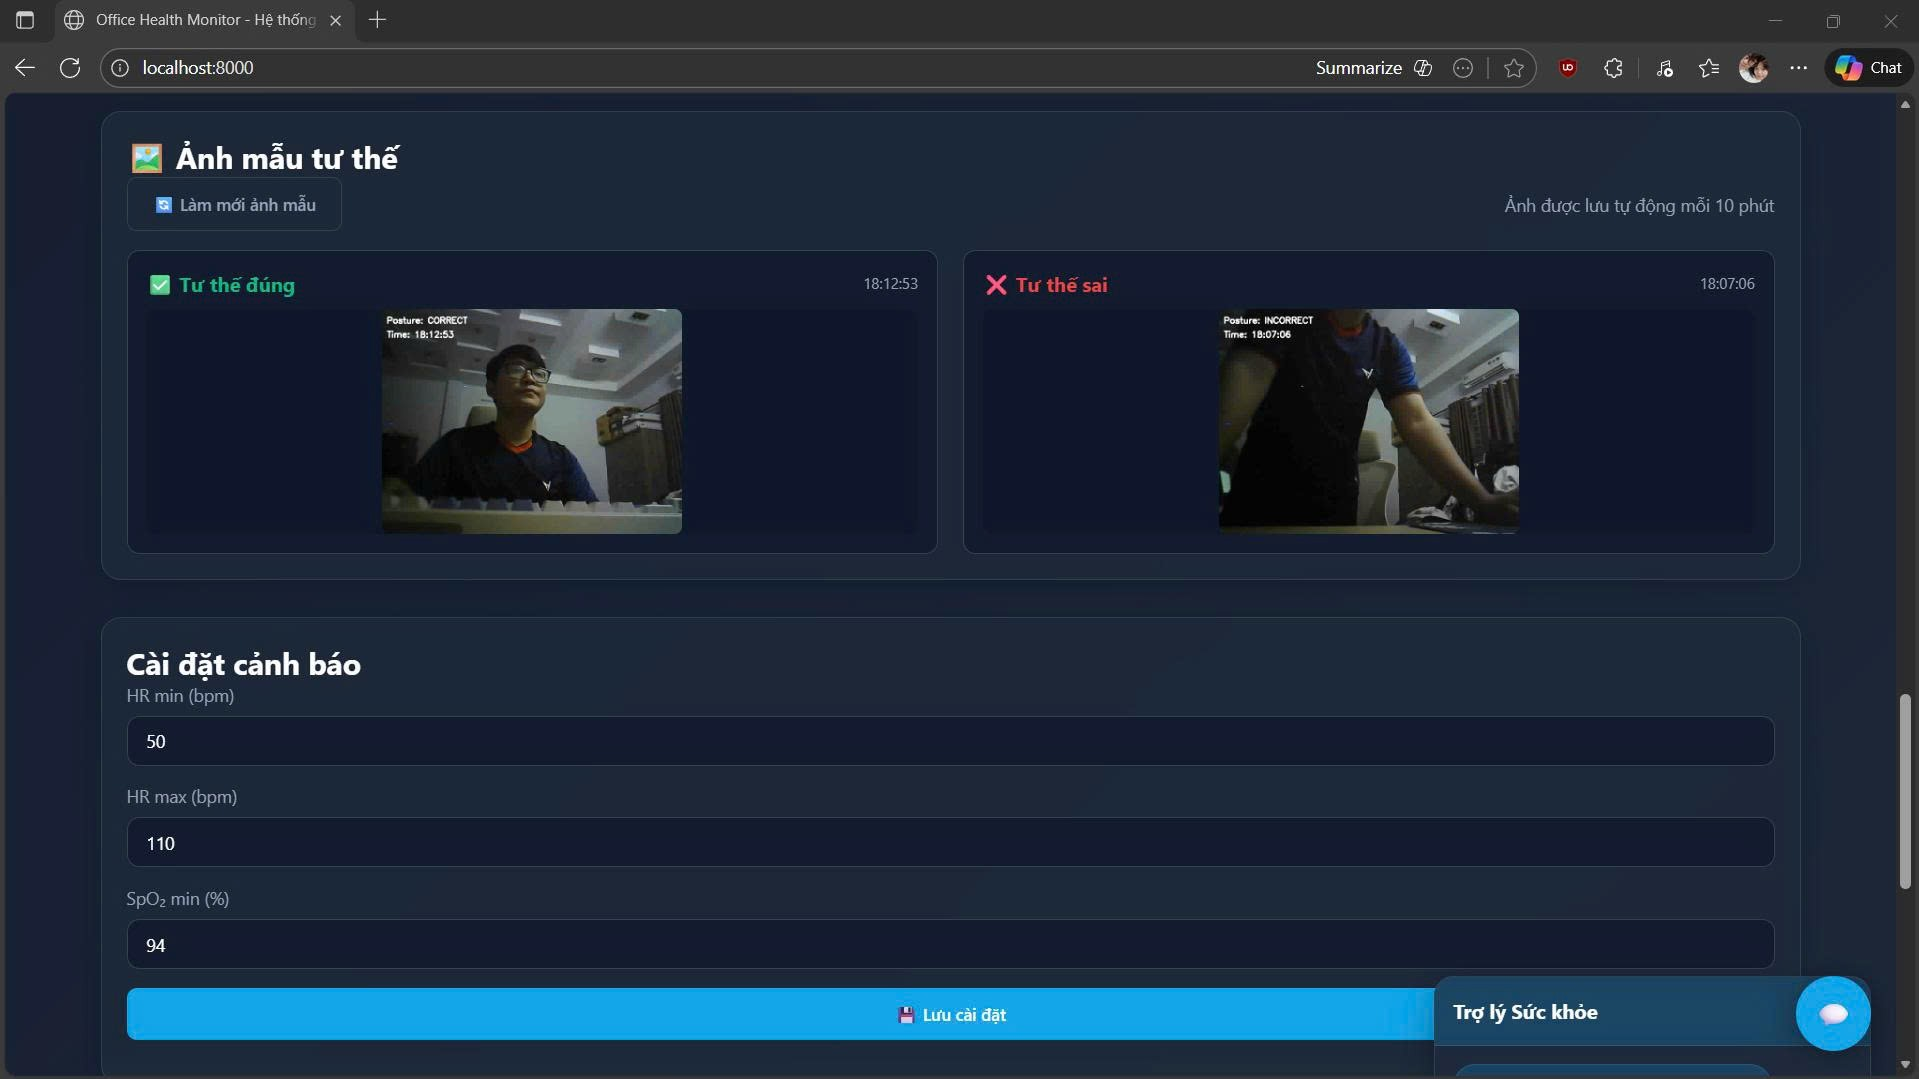 Office Health Monitor - Hệ thống
localhost:8000
Summarize
Chat
Ảnh mẫu tư thế
Làm mới ảnh mẫu
Ảnh được lưu tự động mỗi 10 phút
Tư thế đúng
18:12:53
Posture: CORRECT
Time: 18:12:53
Tư thế sai
18:07:06
Posture: INCORRECT
Time: 18:07:06
Cài đặt cảnh báo
HR min (bpm)
50
HR max (bpm)
110
SpO₂ min (%)
94
Lưu cài đặt
Trợ lý Sức khỏe